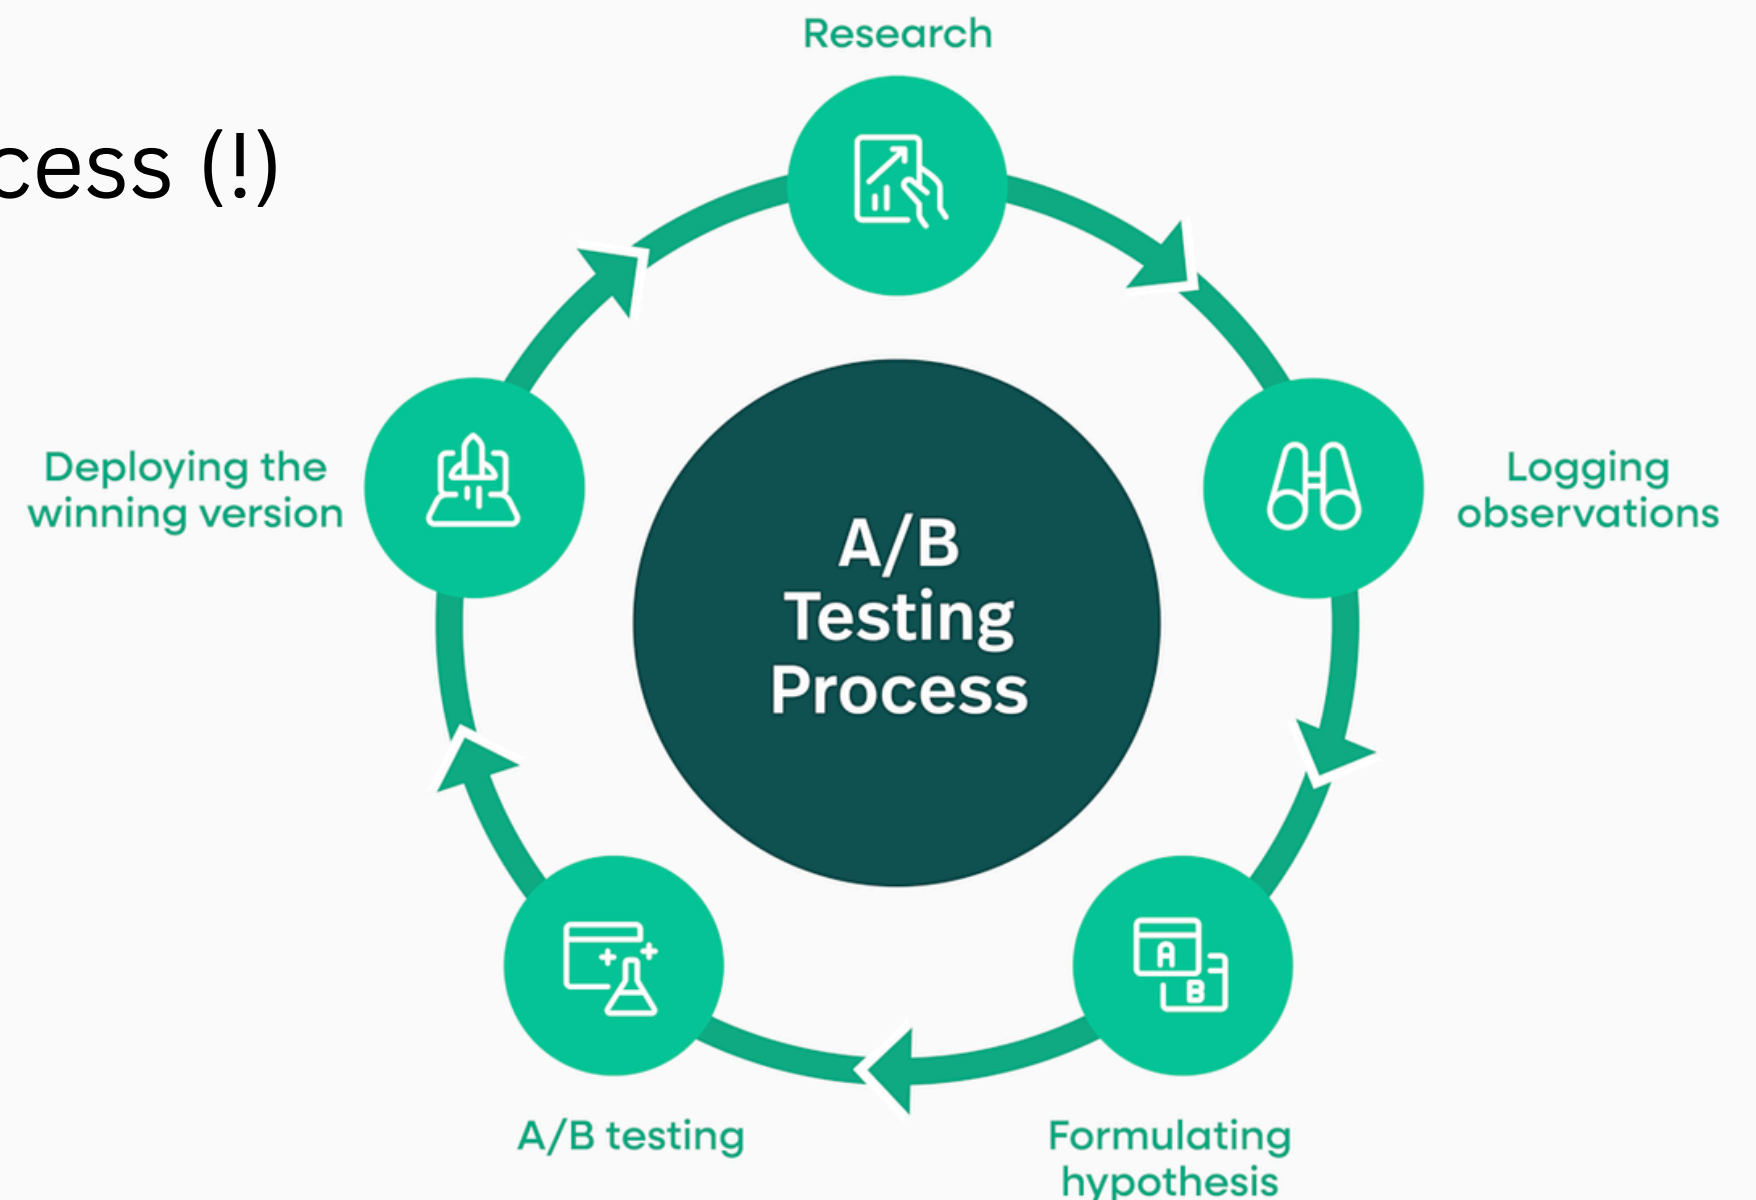 Research
cess (!)
Deploying the
winning version
A/B
Testing
Process
Logging
observations
A
B
A/B testing
Formulating
hypothesis